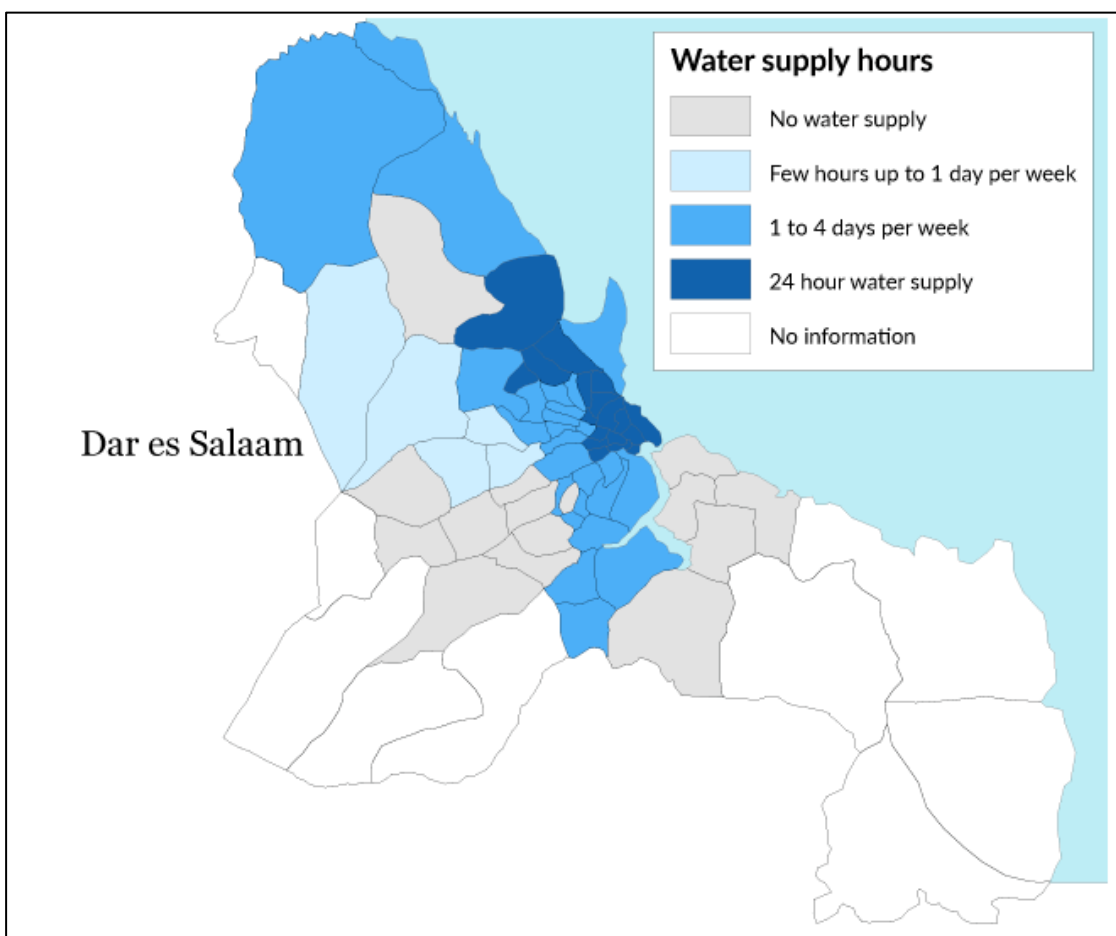 Water supply hours
No water supply
Few hours up to 1 day per week
1 to 4 days per week
24 hour water supply
No information
Dar es Salaam